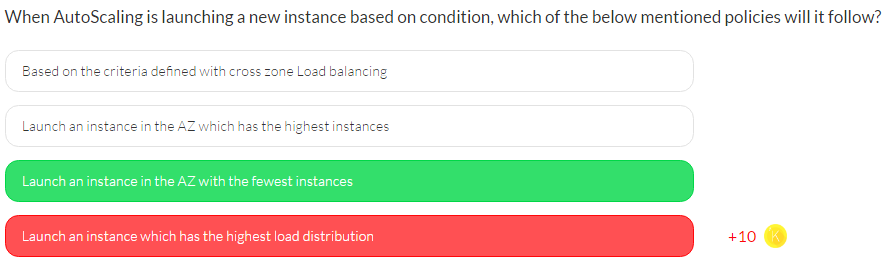 When AutoScaling is launching a new instance based on condition, which of the below mentioned policies will it follow?
Based on the criteria defined with cross zone Load balancing
Launch an instance in the AZ which has the highest instances
Launch an instance in the AZ with the fewest instances
Launch an instance which has the highest load distribution
+10 K